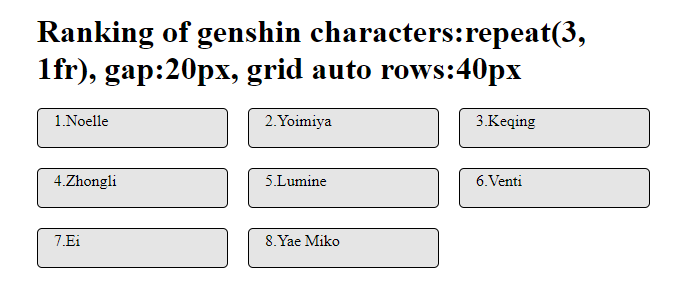 Ranking of genshin characters:repeat(3,
1fr), gap:20px, grid auto rows:40px
1.Noelle
2.Yoimiya
3.Keqing
4.Zhongli
5.Lumine
6.Venti
7.Ei
8.Yae Miko